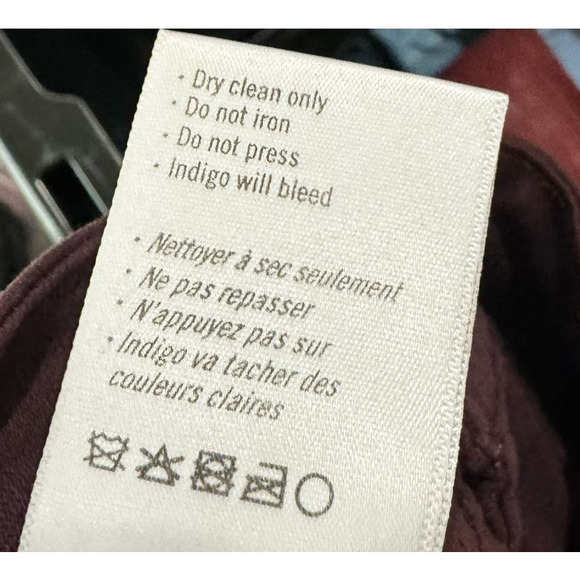 · Dry clean only
· Do not iron
· Do not press
· Indigo will bleed
· Nettoyer à sec seulement
· Ne pas repasser
· N'appuyez pas sur
· Indigo va tacher des
couleurs claires